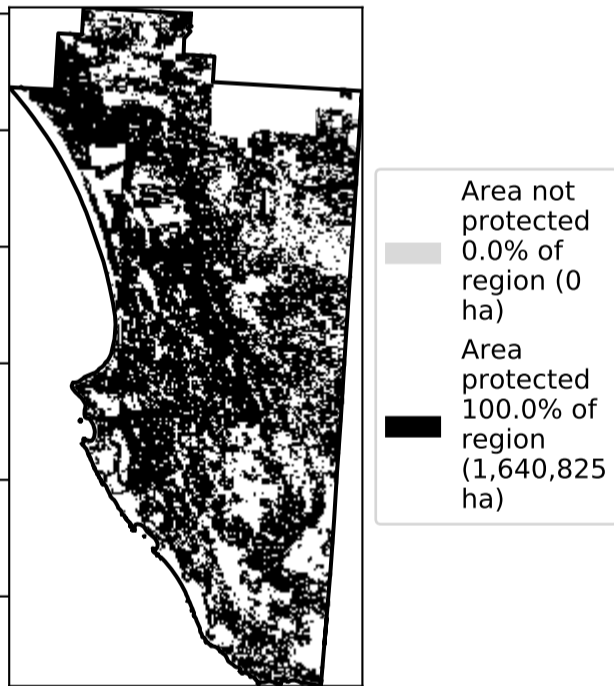 Area not
protected
0.0% of
region (0
ha)
Area
protected
100.0% of
region
(1,640,825
ha)